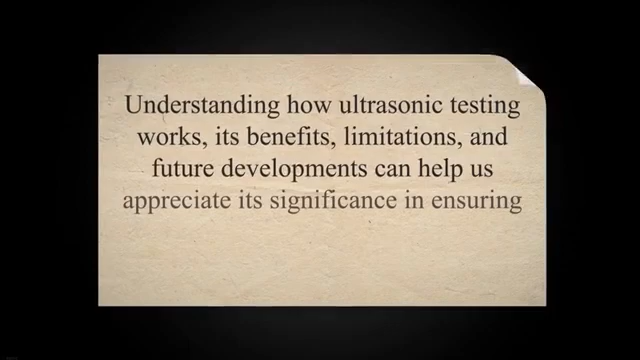 Understanding how ultrasonic testing
works, its benefits, limitations, and
future developments can help us
appreciate its significance in ensuring